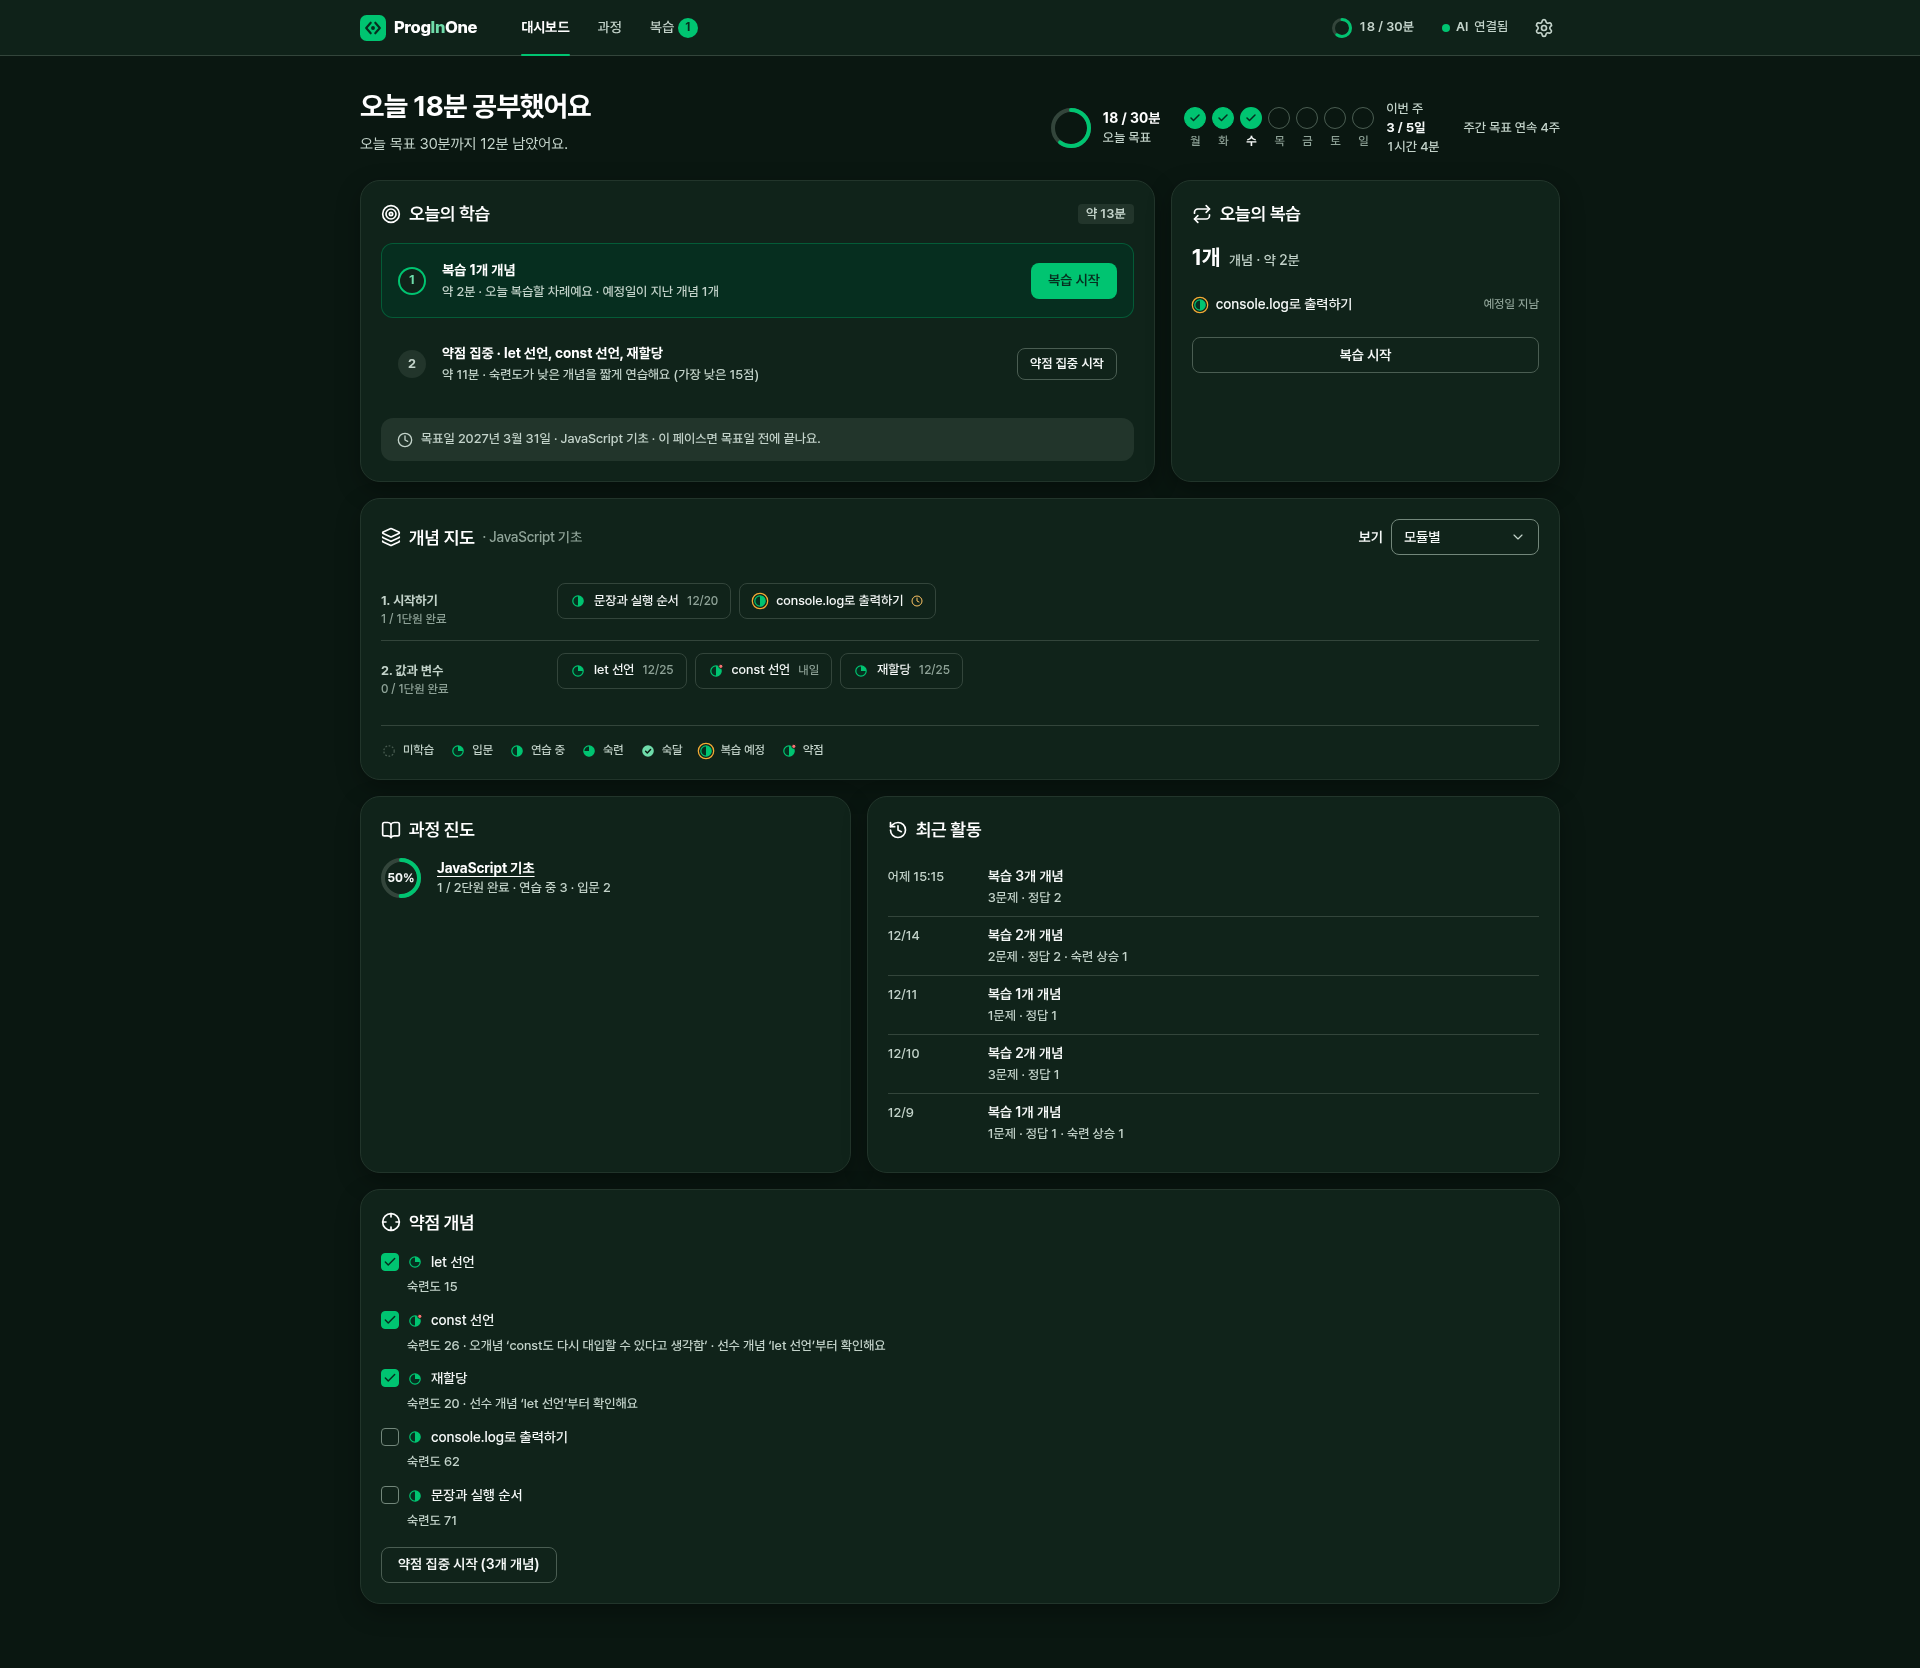 ProgInOne
대시보드
과정
복습 1
18 / 30분
AI 연결됨
오늘 18분 공부했어요
오늘 목표 30분까지 12분 남았어요.
18 / 30분
오늘 목표
월 화 수 목 금 토 일
이번 주
3 / 5일
1시간 4분
주간 목표 연속 4주
오늘의 학습
약 13분
1
복습 1개 개념
약 2분 · 오늘 복습할 차례예요 · 예정일이 지난 개념 1개
복습 시작
2
약점 집중 · let 선언, const 선언, 재할당
약 11분 · 숙련도가 낮은 개념을 짧게 연습해요 (가장 낮은 15점)
약점 집중 시작
목표일 2027년 3월 31일 · JavaScript 기초 · 이 페이스면 목표일 전에 끝나요.
오늘의 복습
1개 개념 · 약 2분
console.log로 출력하기
예정일 지남
복습 시작
개념 지도 · JavaScript 기초
보기
모듈별
1. 시작하기
1 / 1단원 완료
문장과 실행 순서 12/20
console.log로 출력하기
2. 값과 변수
0 / 1단원 완료
let 선언 12/25
const 선언 내일
재할당 12/25
미학습
입문
연습 중
숙련
숙달
복습 예정
약점
과정 진도
50%
JavaScript 기초
1 / 2단원 완료 · 연습 중 3 · 입문 2
최근 활동
어제 15:15
복습 3개 개념
3문제 · 정답 2
12/14
복습 2개 개념
2문제 · 정답 2 · 숙련 상승 1
12/11
복습 1개 개념
1문제 · 정답 1
12/10
복습 2개 개념
3문제 · 정답 1
12/9
복습 1개 개념
1문제 · 정답 1 · 숙련 상승 1
약점 개념
let 선언
숙련도 15
const 선언
숙련도 26 · 오개념 ‘const도 다시 대입할 수 있다고 생각함’ · 선수 개념 ‘let 선언’부터 확인해요
재할당
숙련도 20 · 선수 개념 ‘let 선언’부터 확인해요
console.log로 출력하기
숙련도 62
문장과 실행 순서
숙련도 71
약점 집중 시작 (3개 개념)